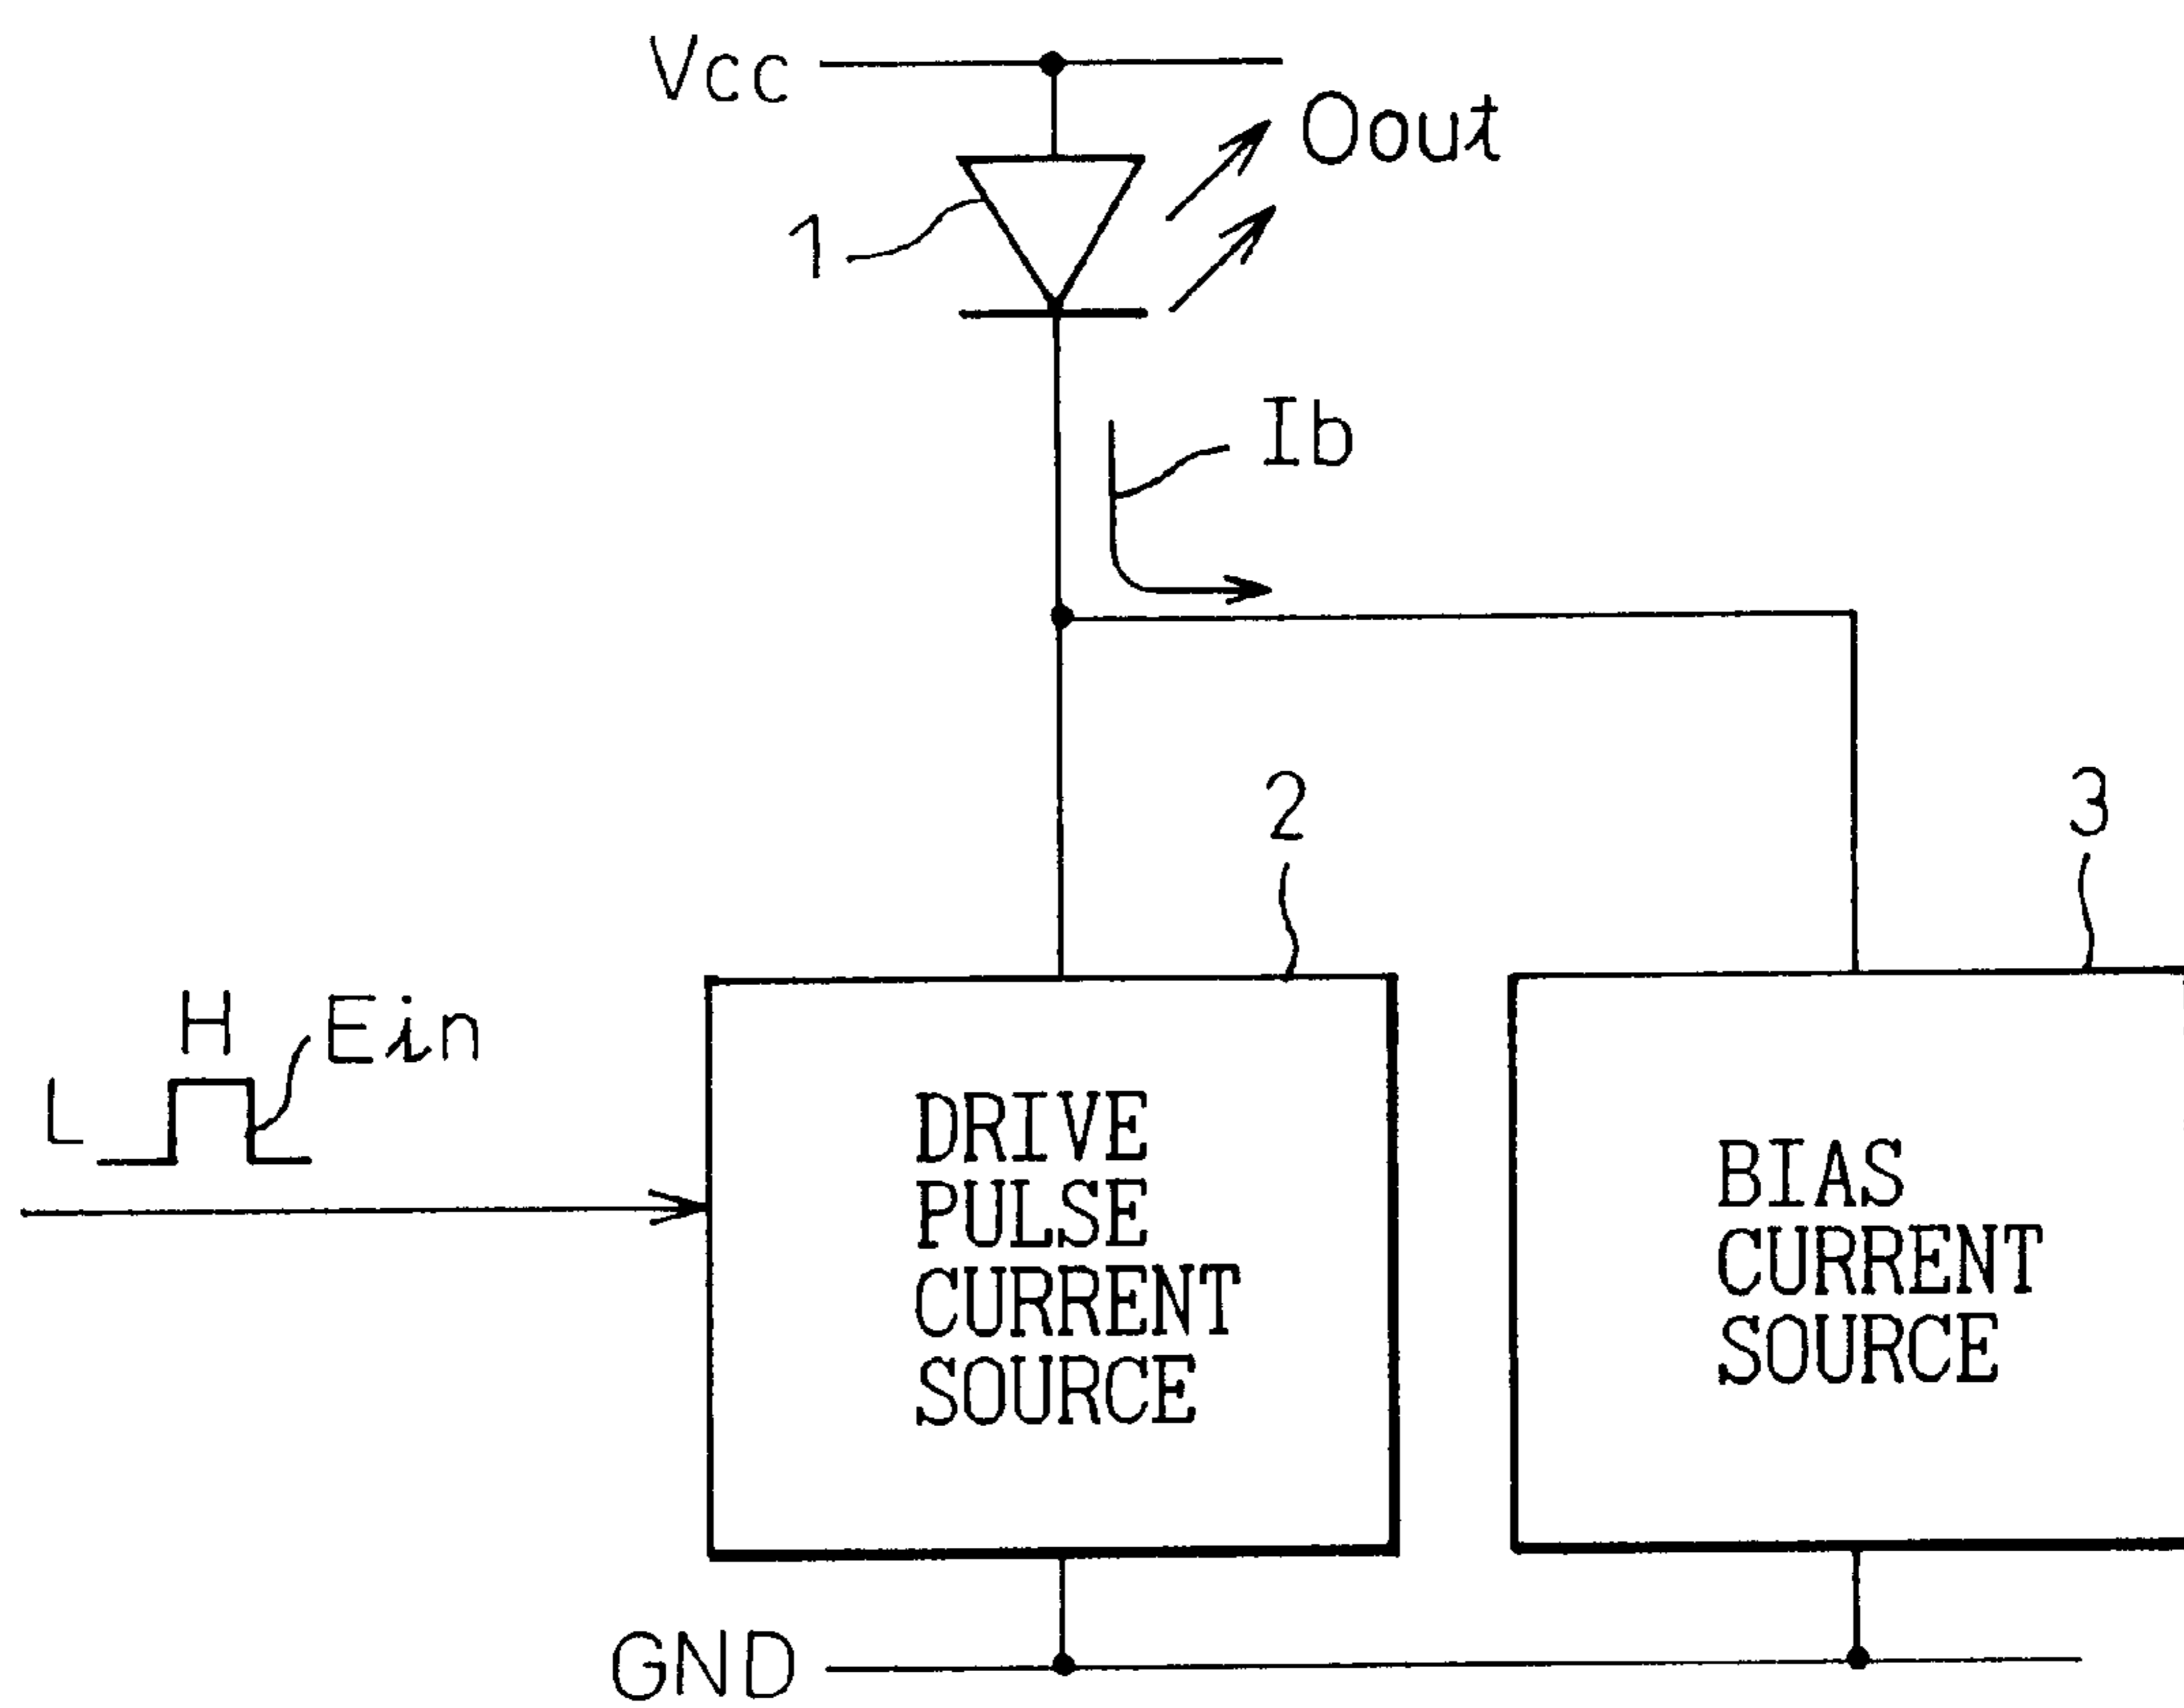 Vcc
Oout
1
Ib
2
3
H
Ein
L
DRIVE
PULSE
CURRENT
SOURCE
BIAS
CURRENT
SOURCE
GND